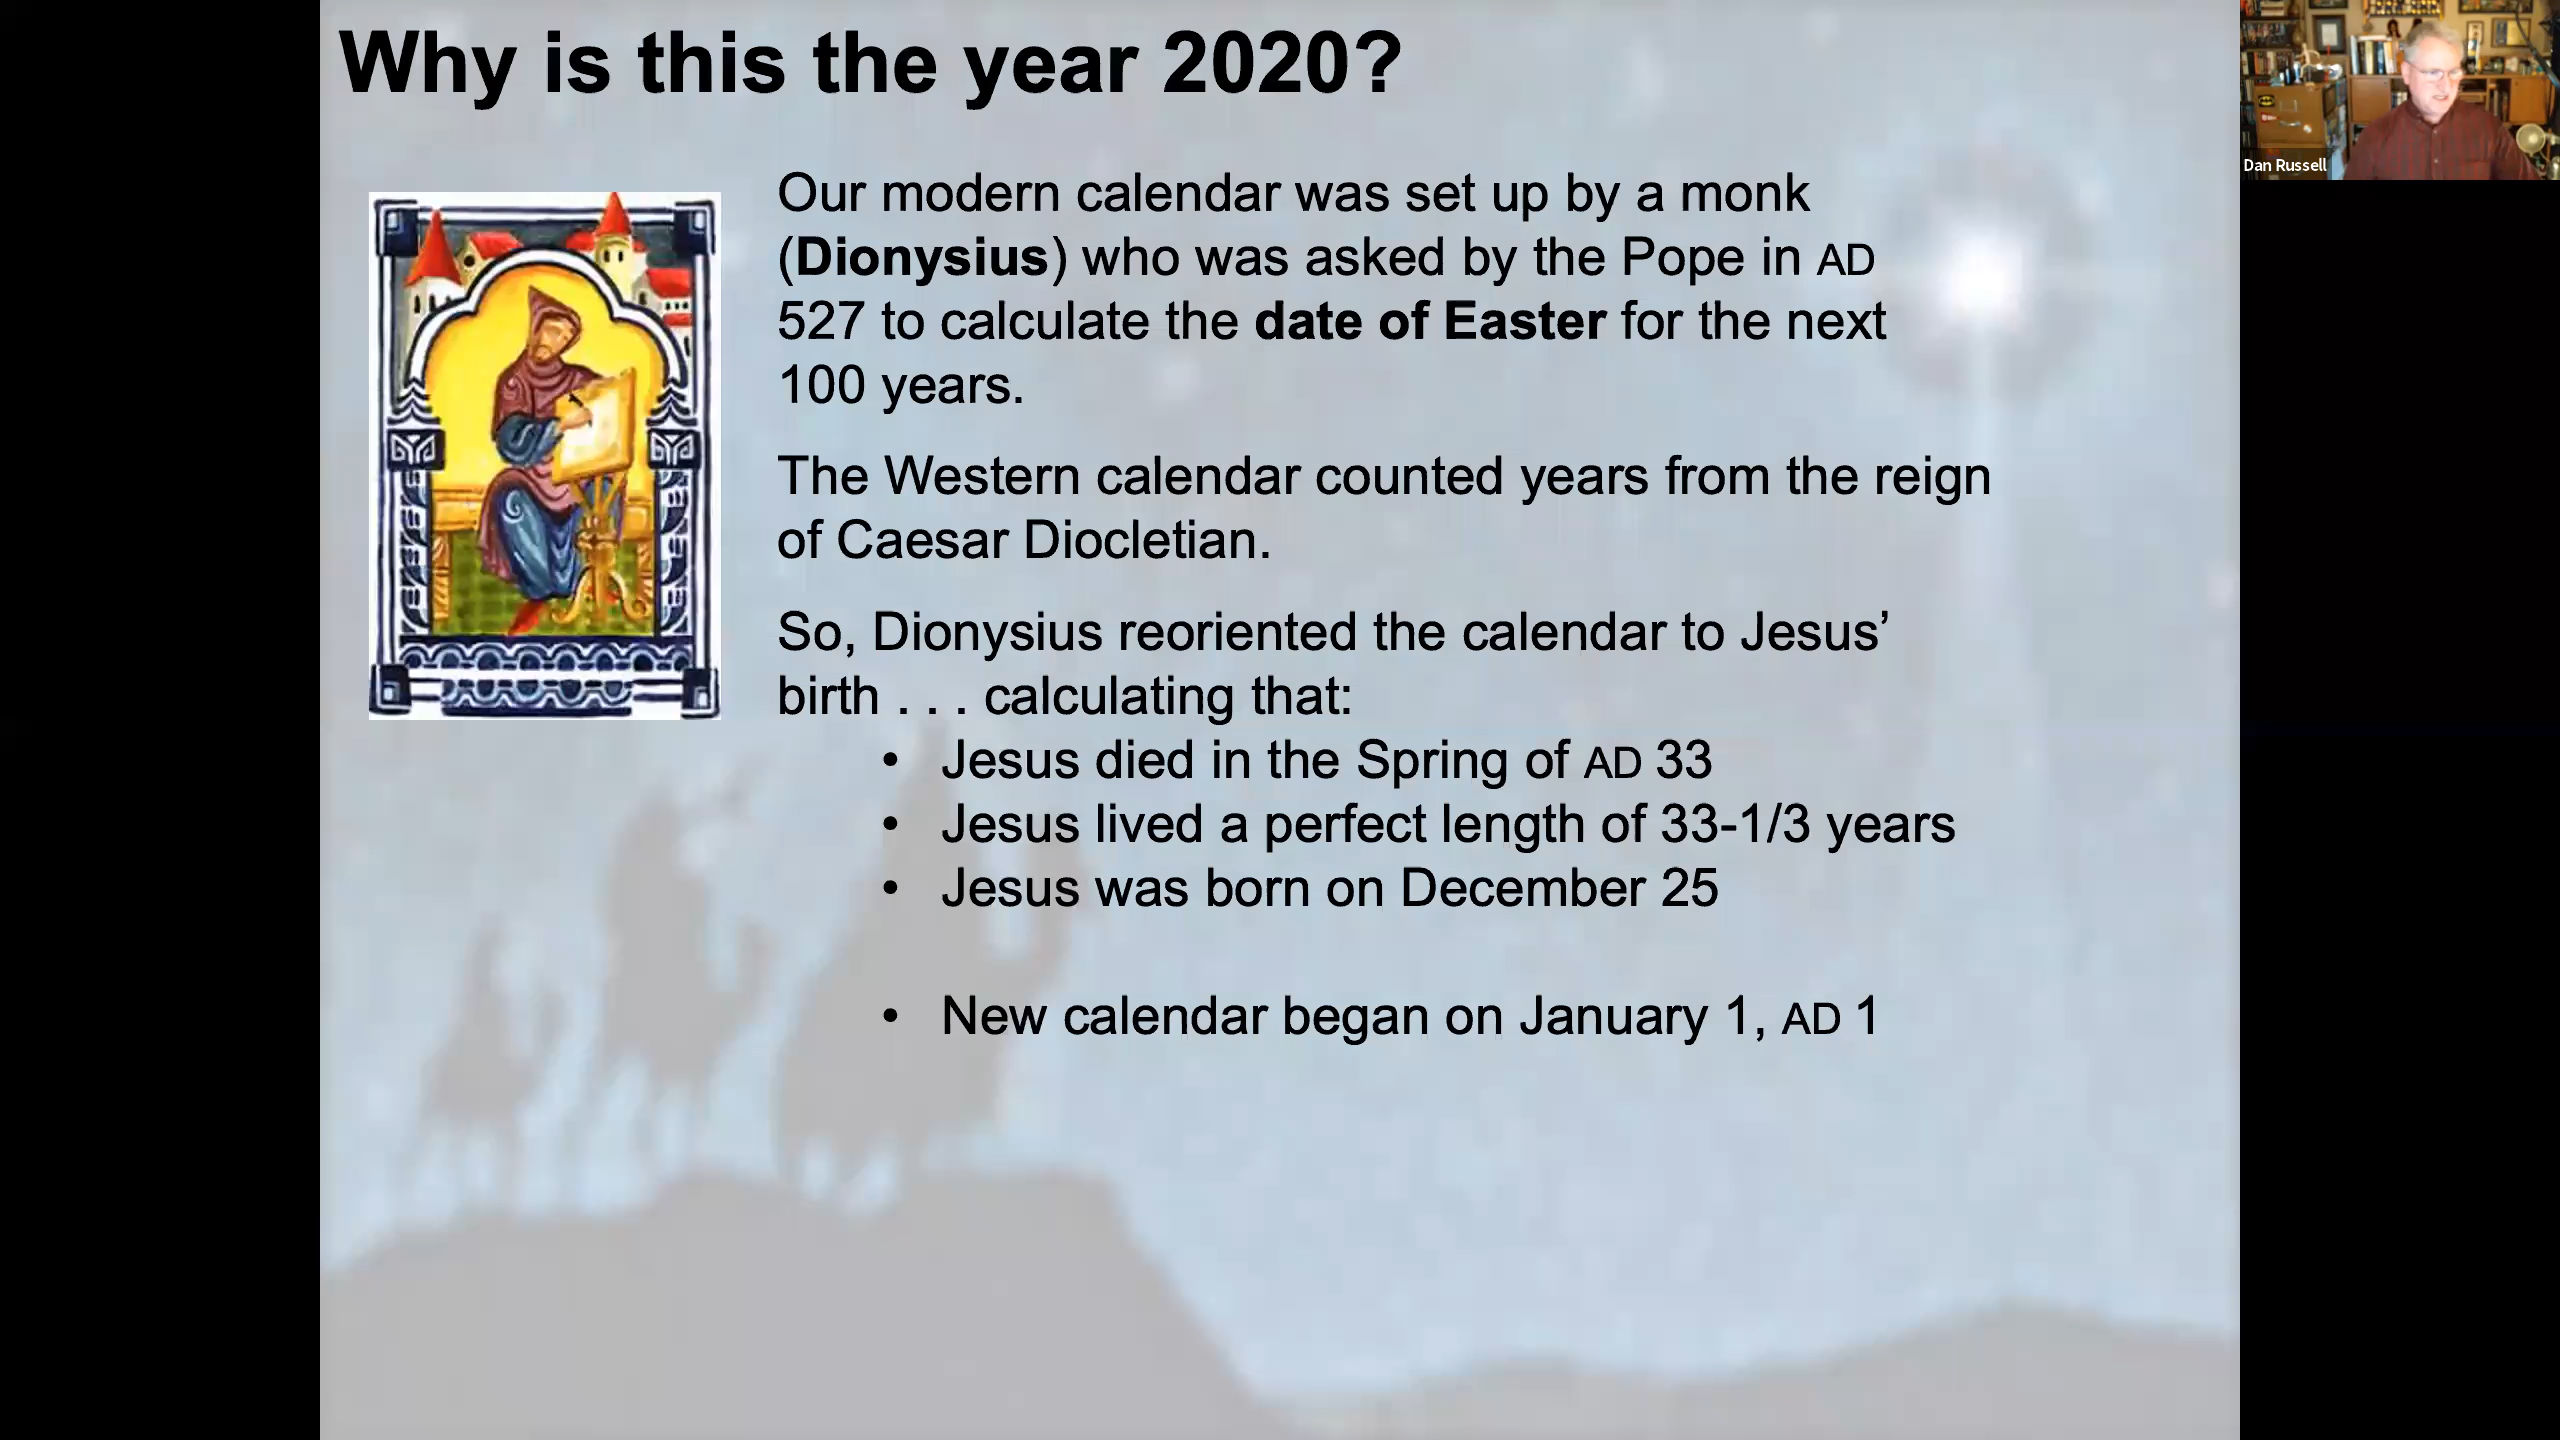 Why is this the year 2020?
Our modern calendar was set up by a monk
(Dionysius) who was asked by the Pope in AD
527 to calculate the date of Easter for the next
100 years.
The Western calendar counted years from the reign
of Caesar Diocletian.
So, Dionysius reoriented the calendar to Jesus’
birth . . . calculating that:
• Jesus died in the Spring of AD 33
• Jesus lived a perfect length of 33-1/3 years
• Jesus was born on December 25
• New calendar began on January 1, AD 1
Dan Russell